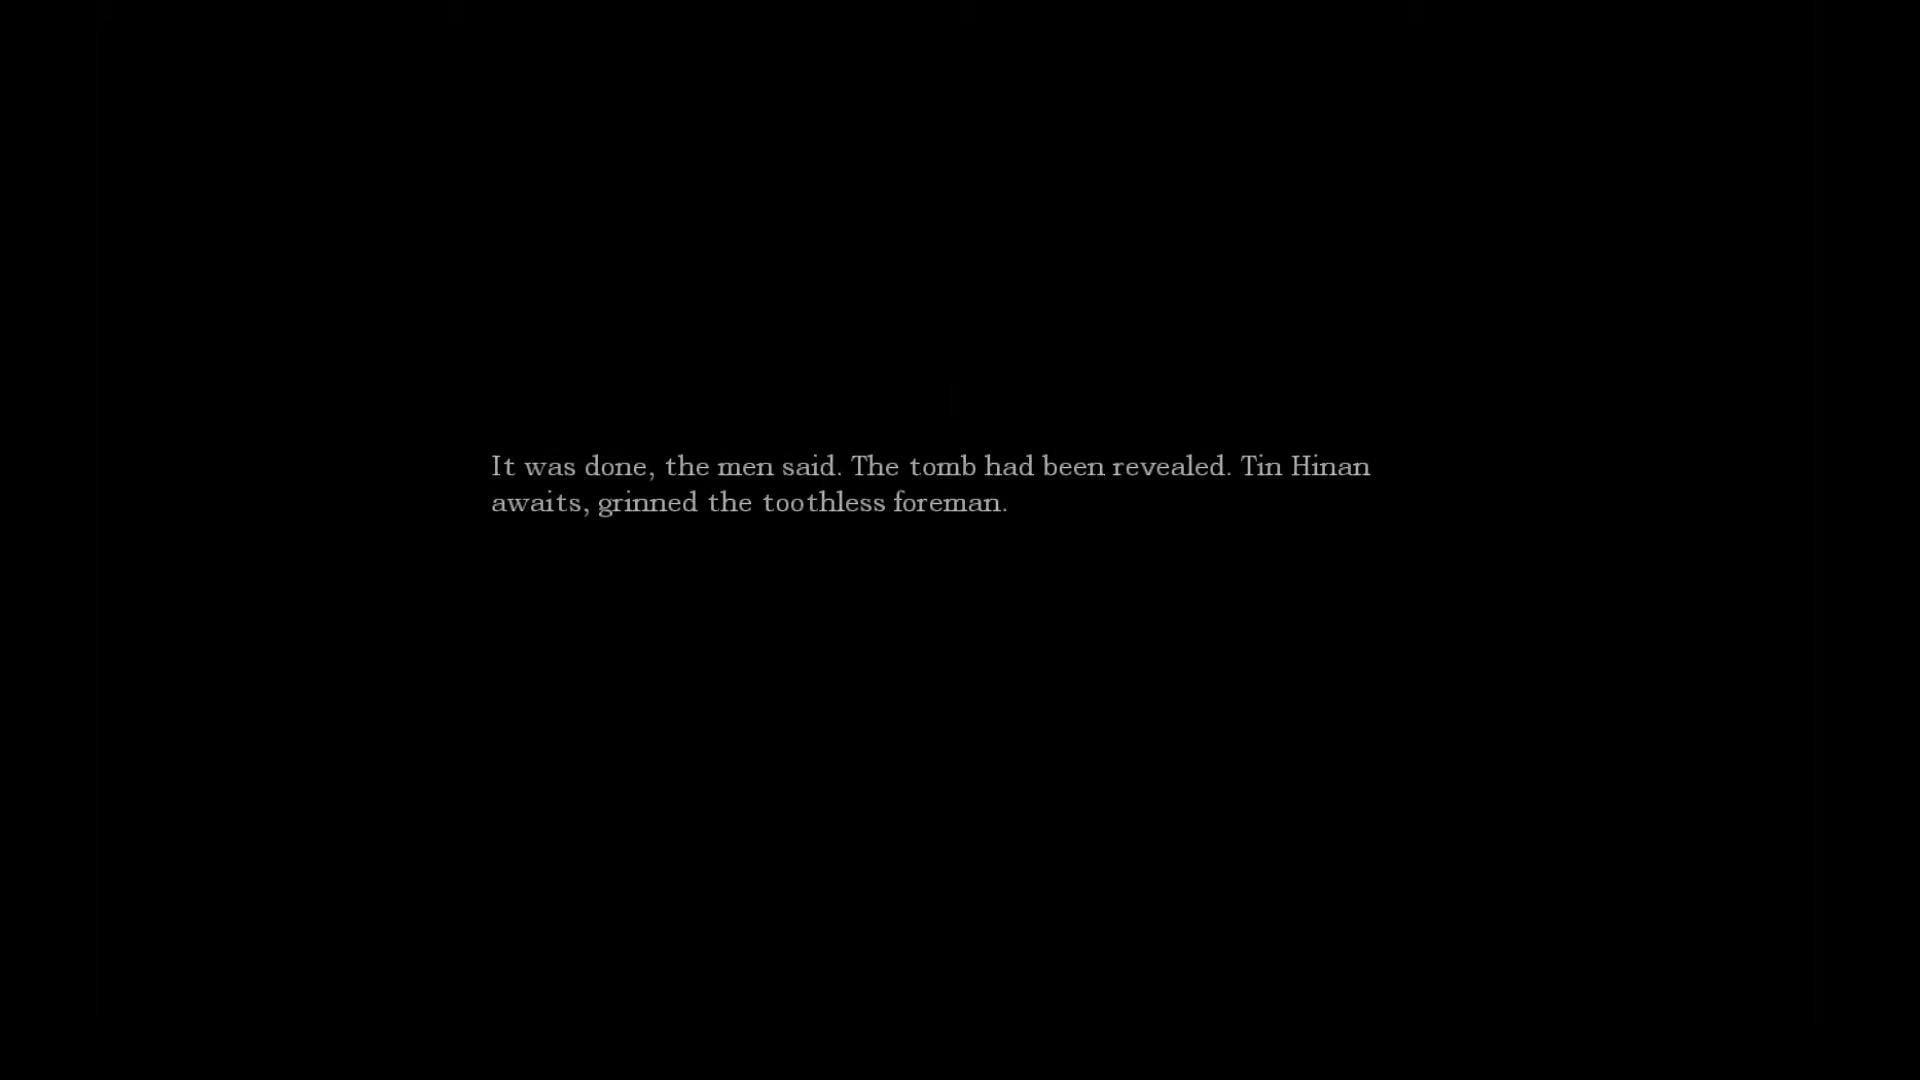 It was done, the men said. The tomb had been revealed. Tin Hinan
awaits, grinned the toothless foreman.